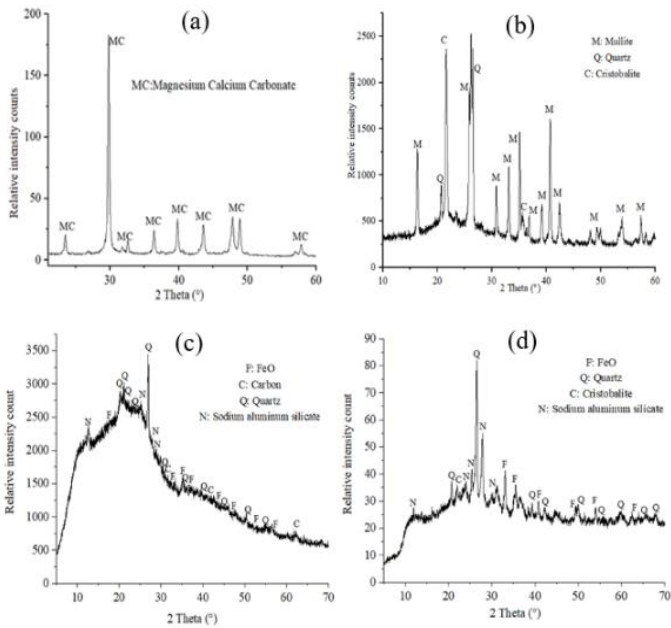 (a)
200
150
100
50
0
Relative intensity counts
MC
MC
MC
MC
MC
MC
MC
MC
MC
MC:Magnesium Calcium Carbonate
30 40 50 60
2 Theta (°)
(b)
2500
2000
1500
1000
500
0
Relative intensity counts
M: Mullite
Q: Quartz
C: Cristobalite
M
Q
C
M
Q
M
M
M
C
M
M
M
M
M
M
M
10 20 30 40 50 60
2 Theta (°)
(c)
3500
3000
2500
2000
1500
1000
500
0
Relative intensity count
F: FeO
C: Carbon
Q: Quartz
N: Sodium aluminum silicate
N
F
Q
Q
Q
Q
N
Q
N
N
Q
C
F
F
Q
F
Q
C
F
Q
F
Q
F
Q
F
C
0 10 20 30 40 50 60 70
2 Theta (°)
(d)
90
80
70
60
50
40
30
20
10
0
Relative intensity count
F: FeO
Q: Quartz
C: Cristobalite
N: Sodium aluminum silicate
N
Q
C
N
N
Q
N
N
F
F
Q
F
Q
F
Q
F
Q
Q
F
Q
Q
10 20 30 40 50 60 70
2 Theta (°)